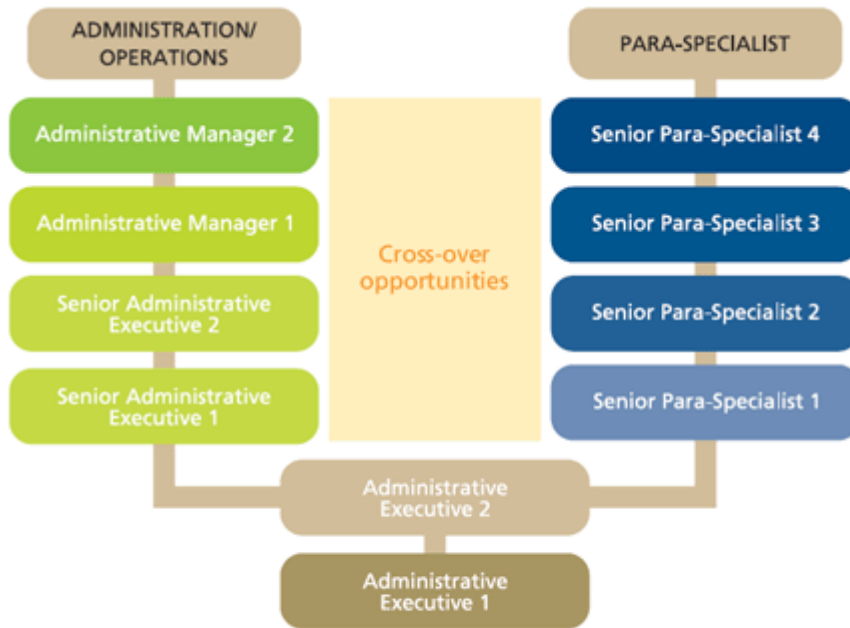 ADMINISTRATION/
OPERATIONS
Administrative Manager 2
Administrative Manager 1
Senior Administrative
Executive 2
Senior Administrative
Executive 1
Cross-over
opportunities
PARA-SPECIALIST
Senior Para-Specialist 4
Senior Para-Specialist 3
Senior Para-Specialist 2
Senior Para-Specialist 1
Administrative
Executive 2
Administrative
Executive 1